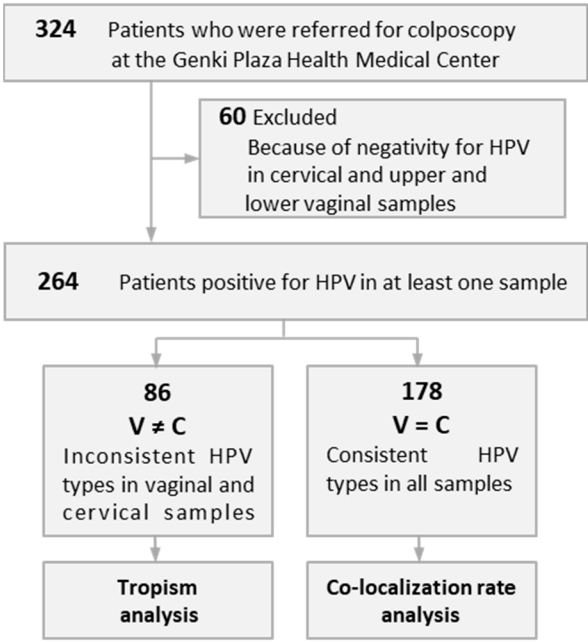 324 Patients who were referred for colposcopy
at the Genki Plaza Health Medical Center
60 Excluded
Because of negativity for HPV
in cervical and upper and
lower vaginal samples
264 Patients positive for HPV in at least one sample
86
V ≠ C
Inconsistent HPV
types in vaginal and
cervical samples
178
V = C
Consistent HPV
types in all samples
Tropism
analysis
Co-localization rate
analysis